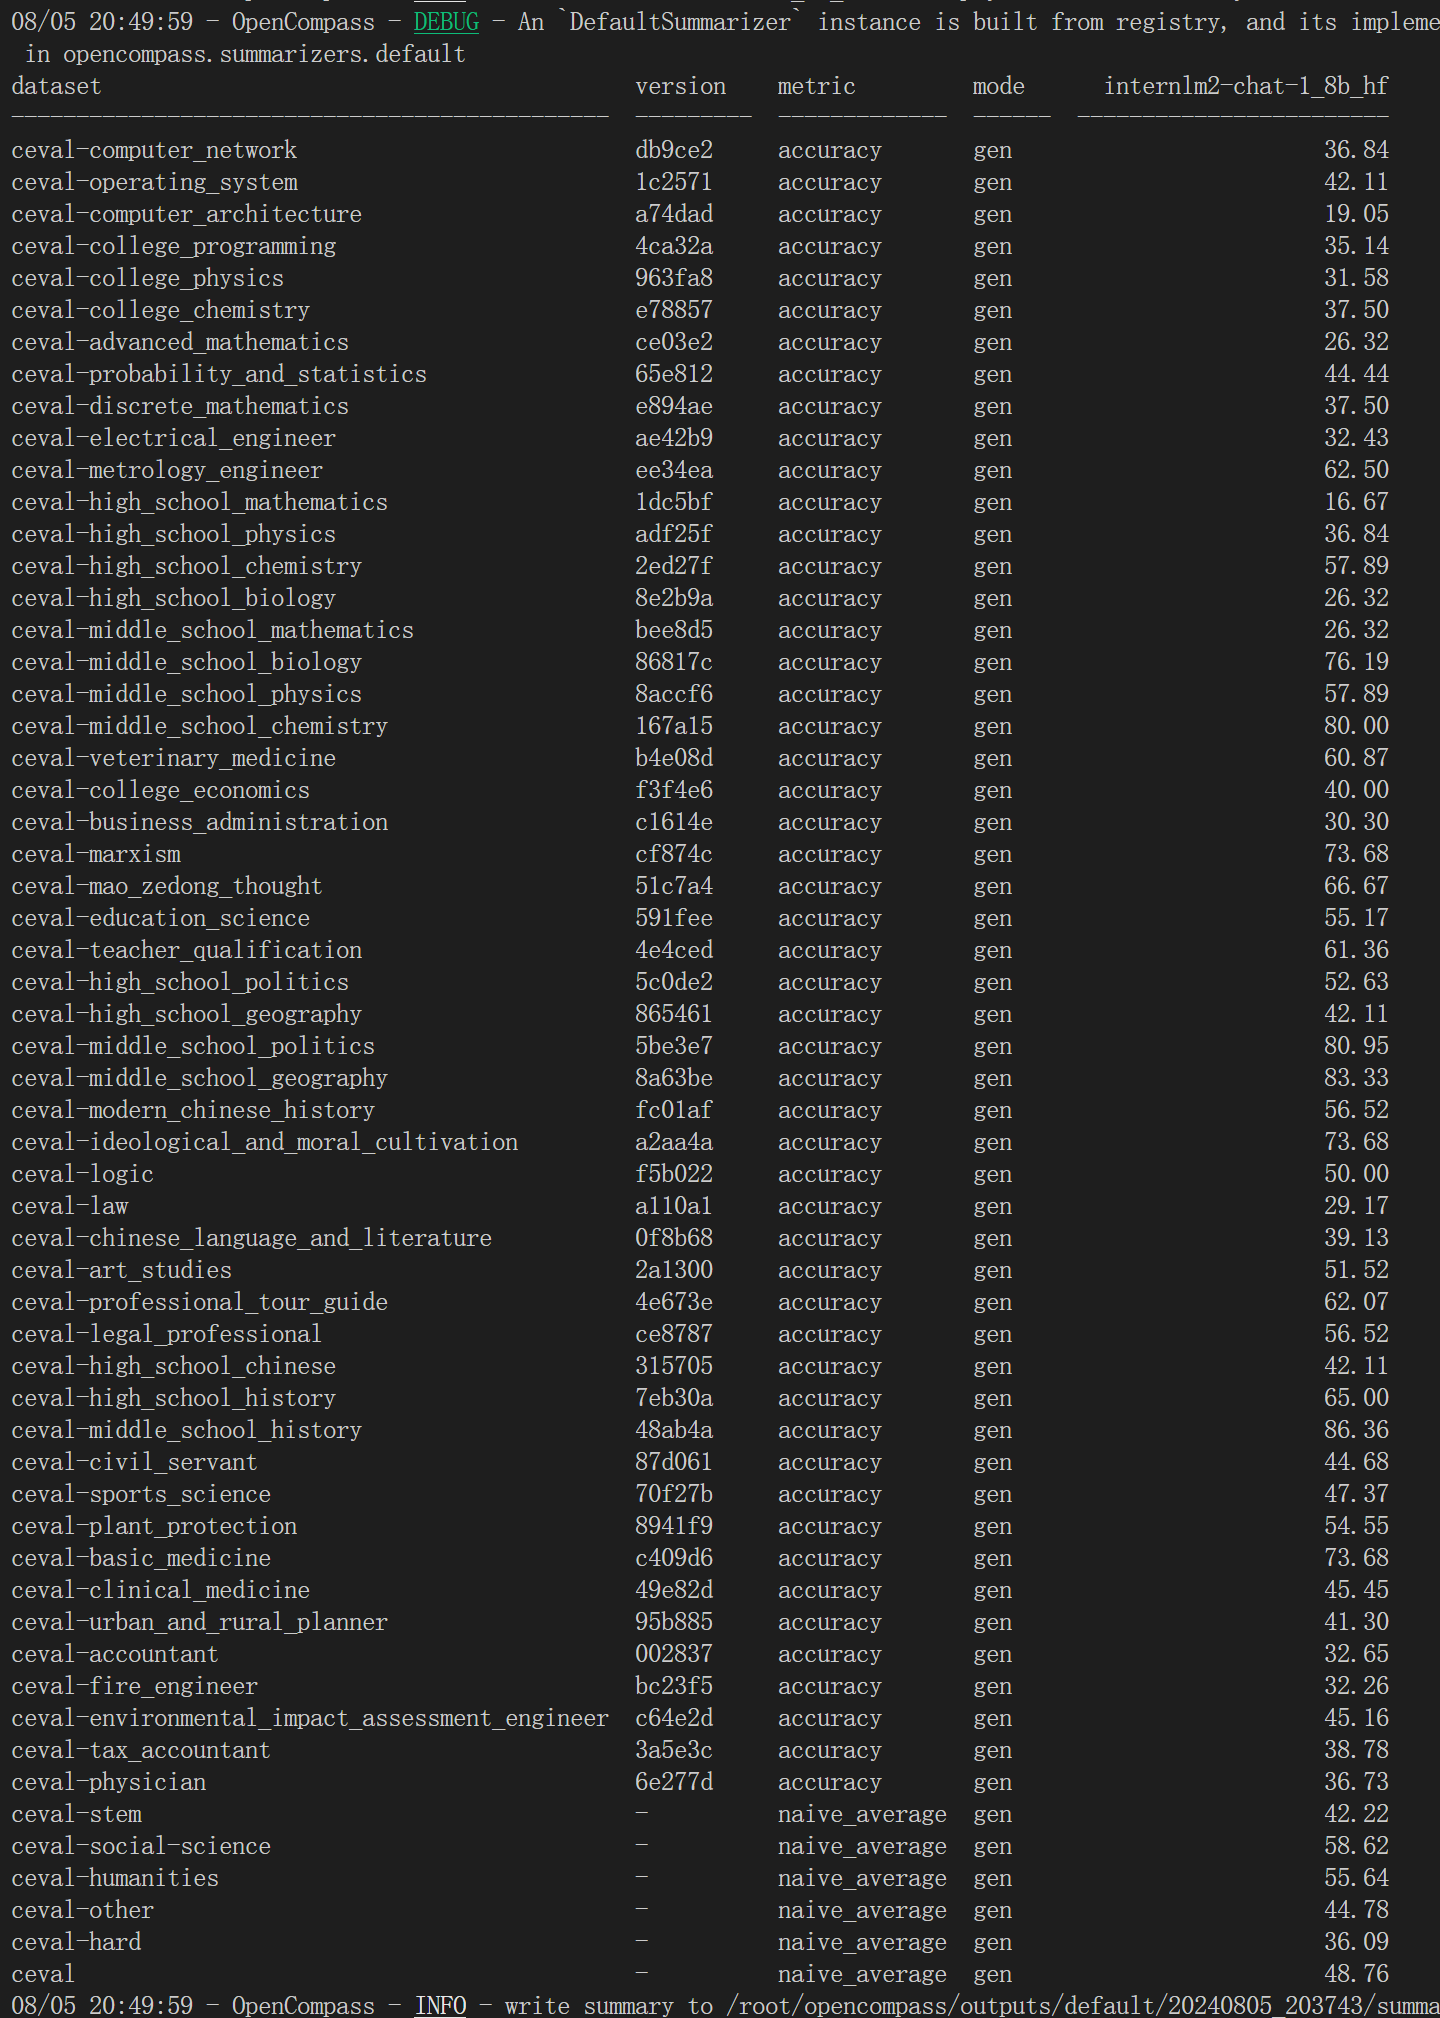 08/05 20:49:59 - OpenCompass - DEBUG - An `DefaultSummarizer` instance is built from registry, and its impleme
in opencompass.summarizers.default
dataset version metric mode internlm2-chat-1_8b_hf
---------------------------------------------- --------- ------------- ------ ------------------------
ceval-computer_network db9ce2 accuracy gen 36.84
ceval-operating_system 1c2571 accuracy gen 42.11
ceval-computer_architecture a74dad accuracy gen 19.05
ceval-college_programming 4ca32a accuracy gen 35.14
ceval-college_physics 963fa8 accuracy gen 31.58
ceval-college_chemistry e78857 accuracy gen 37.50
ceval-advanced_mathematics ce03e2 accuracy gen 26.32
ceval-probability_and_statistics 65e812 accuracy gen 44.44
ceval-discrete_mathematics e894ae accuracy gen 37.50
ceval-electrical_engineer ae42b9 accuracy gen 32.43
ceval-metrology_engineer ee34ea accuracy gen 62.50
ceval-high_school_mathematics 1dc5bf accuracy gen 16.67
ceval-high_school_physics adf25f accuracy gen 36.84
ceval-high_school_chemistry 2ed27f accuracy gen 57.89
ceval-high_school_biology 8e2b9a accuracy gen 26.32
ceval-middle_school_mathematics bee8d5 accuracy gen 26.32
ceval-middle_school_biology 86817c accuracy gen 76.19
ceval-middle_school_physics 8accf6 accuracy gen 57.89
ceval-middle_school_chemistry 167a15 accuracy gen 80.00
ceval-veterinary_medicine b4e08d accuracy gen 60.87
ceval-college_economics f3f4e6 accuracy gen 40.00
ceval-business_administration c1614e accuracy gen 30.30
ceval-marxism cf874c accuracy gen 73.68
ceval-mao_zedong_thought 51c7a4 accuracy gen 66.67
ceval-education_science 591fee accuracy gen 55.17
ceval-teacher_qualification 4e4ced accuracy gen 61.36
ceval-high_school_politics 5c0de2 accuracy gen 52.63
ceval-high_school_geography 865461 accuracy gen 42.11
ceval-middle_school_politics 5be3e7 accuracy gen 80.95
ceval-middle_school_geography 8a63be accuracy gen 83.33
ceval-modern_chinese_history fc01af accuracy gen 56.52
ceval-ideological_and_moral_cultivation a2aa4a accuracy gen 73.68
ceval-logic f5b022 accuracy gen 50.00
ceval-law a110a1 accuracy gen 29.17
ceval-chinese_language_and_literature 0f8b68 accuracy gen 39.13
ceval-art_studies 2a1300 accuracy gen 51.52
ceval-professional_tour_guide 4e673e accuracy gen 62.07
ceval-legal_professional ce8787 accuracy gen 56.52
ceval-high_school_chinese 315705 accuracy gen 42.11
ceval-high_school_history 7eb30a accuracy gen 65.00
ceval-middle_school_history 48ab4a accuracy gen 86.36
ceval-civil_servant 87d061 accuracy gen 44.68
ceval-sports_science 70f27b accuracy gen 47.37
ceval-plant_protection 8941f9 accuracy gen 54.55
ceval-basic_medicine c409d6 accuracy gen 73.68
ceval-clinical_medicine 49e82d accuracy gen 45.45
ceval-urban_and_rural_planner 95b885 accuracy gen 41.30
ceval-accountant 002837 accuracy gen 32.65
ceval-fire_engineer bc23f5 accuracy gen 32.26
ceval-environmental_impact_assessment_engineer c64e2d accuracy gen 45.16
ceval-tax_accountant 3a5e3c accuracy gen 38.78
ceval-physician 6e277d accuracy gen 36.73
ceval-stem - naive_average gen 42.22
ceval-social-science - naive_average gen 58.62
ceval-humanities - naive_average gen 55.64
ceval-other - naive_average gen 44.78
ceval-hard - naive_average gen 36.09
ceval - naive_average gen 48.76
08/05 20:49:59 - OpenCompass - INFO - write summary to /root/opencompass/outputs/default/20240805_203743/summa